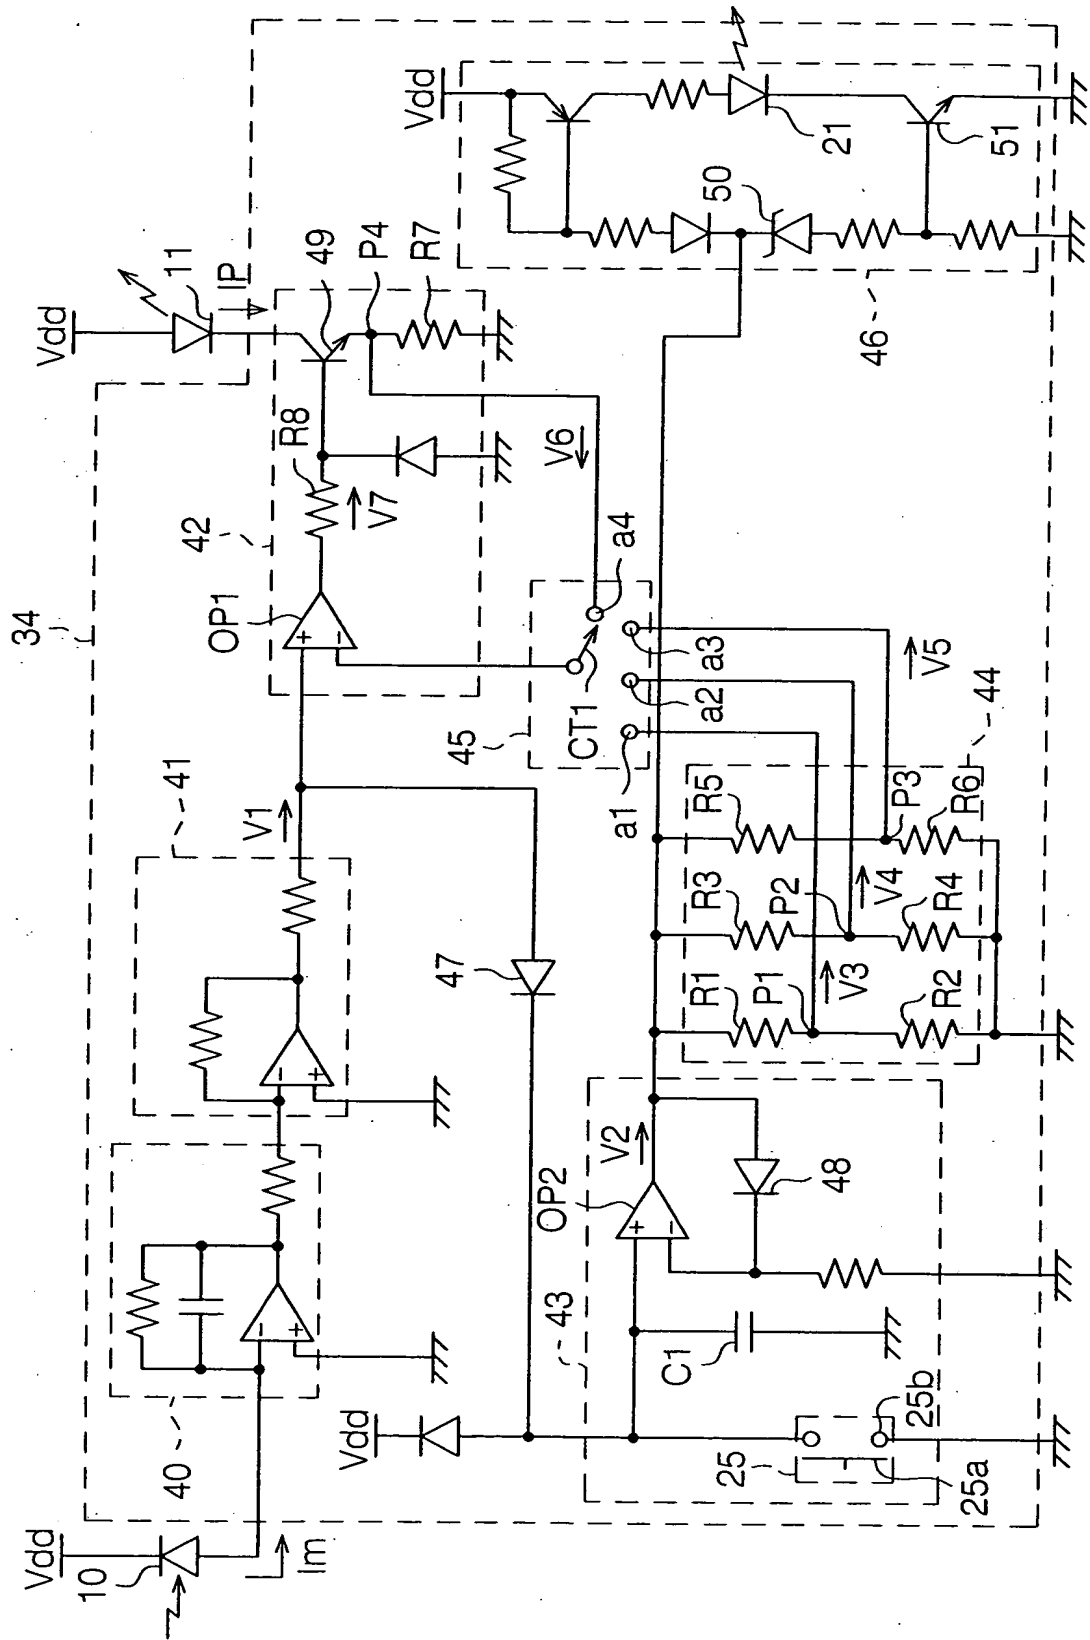 34
Vdd
11
IP
49
P4
R7
42
OP1
R8
V7
+
−
V6
Vdd
50
21
51
46
41
V1
−
+
45
CT1
a4
a3
a2
a1
V5
44
R5
R3
R1
P3
P2
P1
V4
V3
R6
R4
R2
47
40
−
+
Vdd
10
Im
Vdd
43
OP2
V2
+
−
48
C1
25
25b
25a